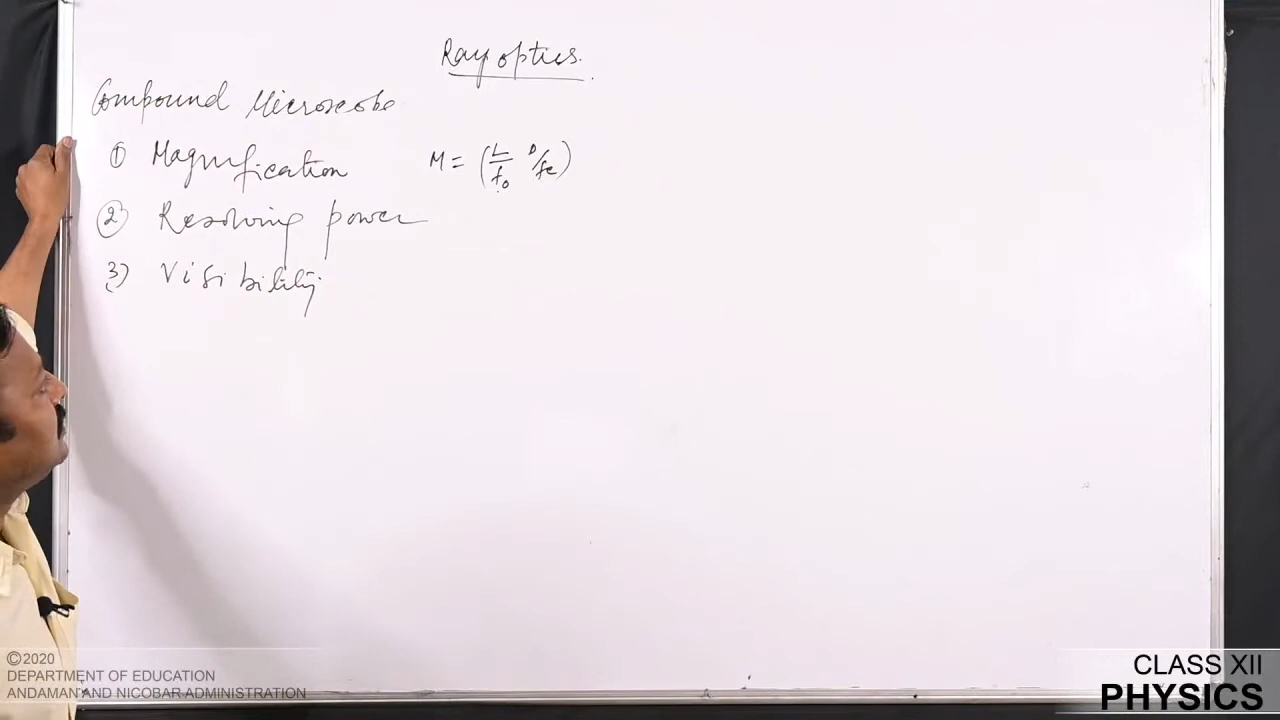 Ray optics.
Compound Microscope
① Magnification M = (L/fo D/fe)
② Resolving power
3) Visibility
©2020
DEPARTMENT OF EDUCATION
ANDAMAN AND NICOBAR ADMINISTRATION
CLASS XII
PHYSICS